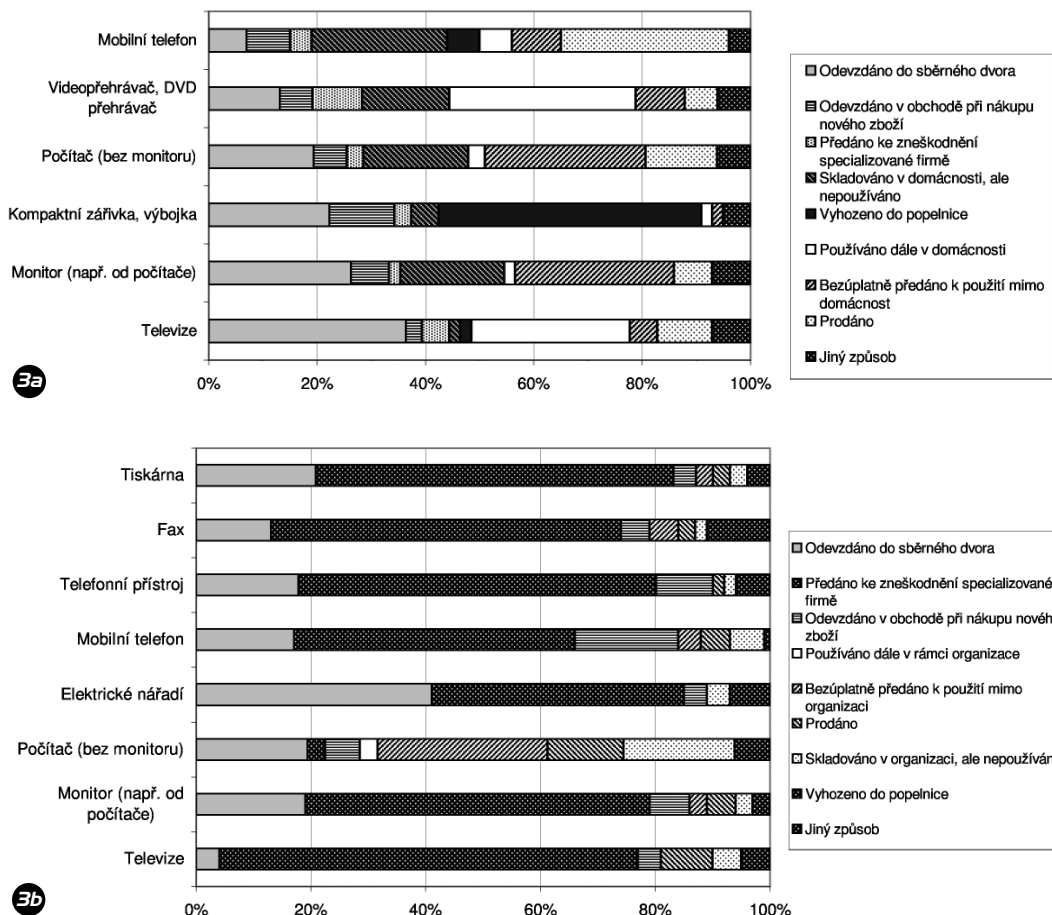 Mobilní telefon
Videopřehrávač, DVD
přehrávač
Počítač (bez monitoru)
Kompaktní zářivka, výbojka
Monitor (např. od počítače)
Televize
0%
20%
40%
60%
80%
100%
Odevzdáno do sběrného dvora
Odevzdáno v obchodě při nákupu
nového zboží
Předáno ke zneškodnění
specializované firmě
Skladováno v domácnosti, ale
nepoužíváno
Vyhozeno do popelnice
Používáno dále v domácnosti
Bezúplatně předáno k použití mimo
domácnost
Prodáno
Jiný způsob
3a
Tiskárna
Fax
Telefonní přístroj
Mobilní telefon
Elektrické nářadí
Počítač (bez monitoru)
Monitor (např. od
počítače)
Televize
0%
20%
40%
60%
80%
100%
Odevzdáno do sběrného dvora
Předáno ke zneškodnění specializované
firmě
Odevzdáno v obchodě při nákupu novéh
zboží
Používáno dále v rámci organizace
Bezúplatně předáno k použití mimo
organizaci
Prodáno
Skladováno v organizaci, ale nepoužíván
Vyhozeno do popelnice
Jiný způsob
3b